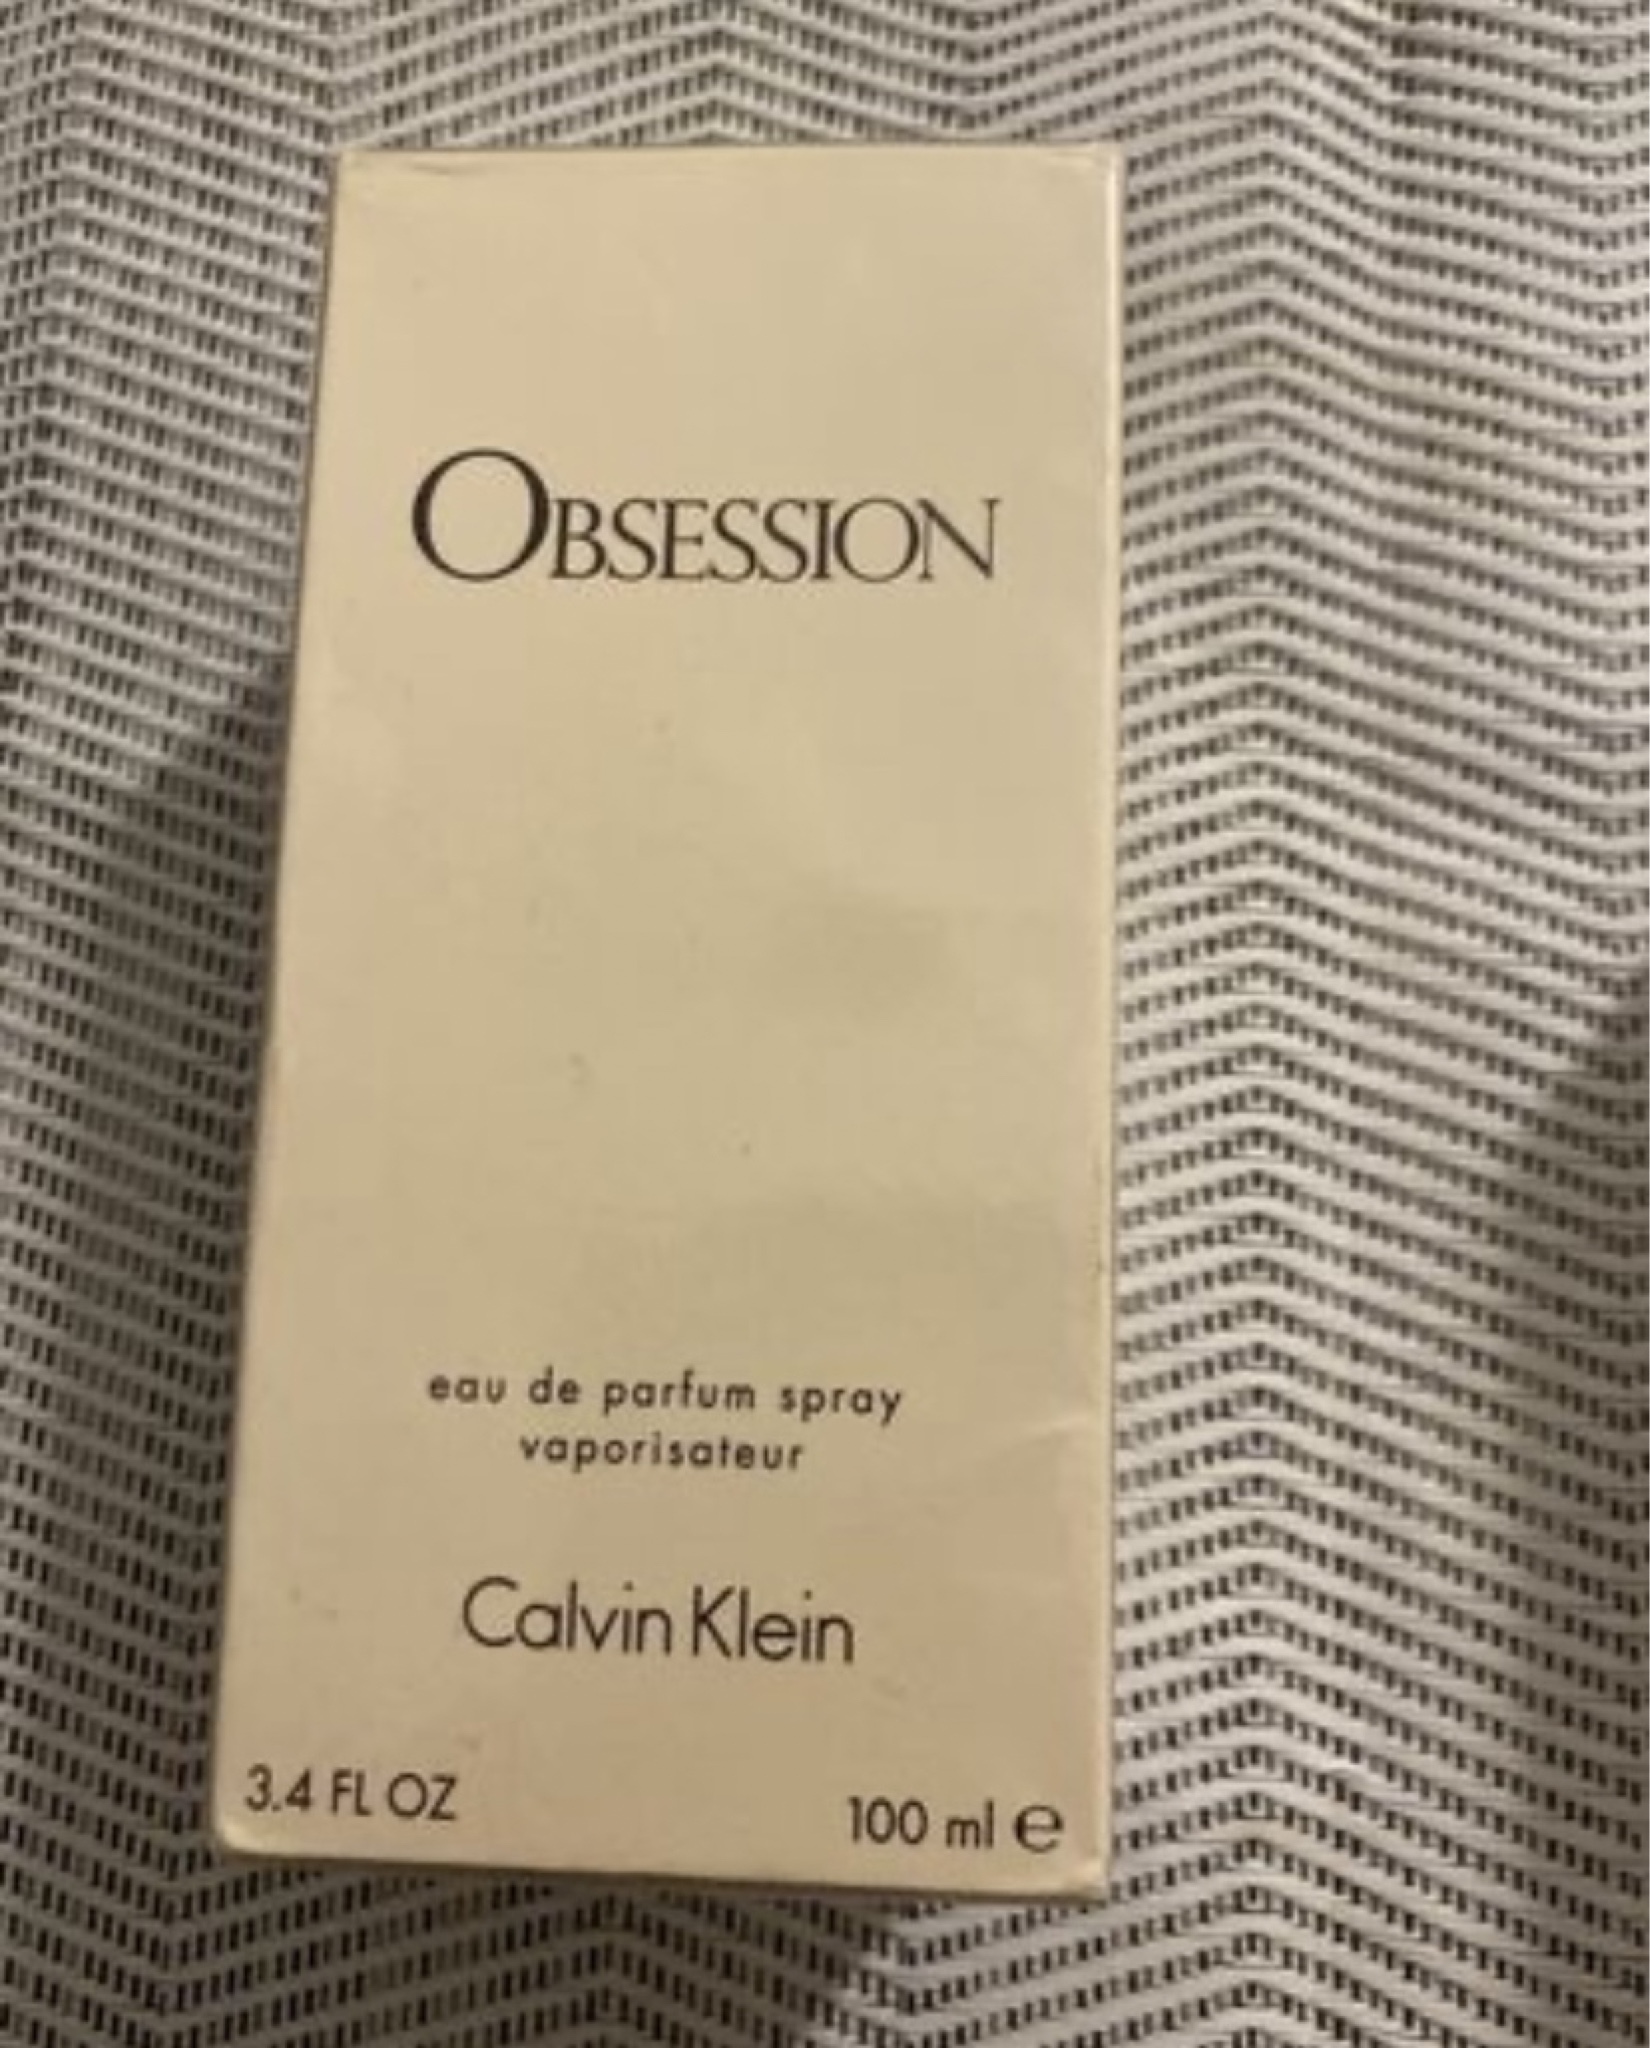 OBSESSION
eau de parfum spray
vaporisateur
Calvin Klein
3.4 FL OZ
100 ml e